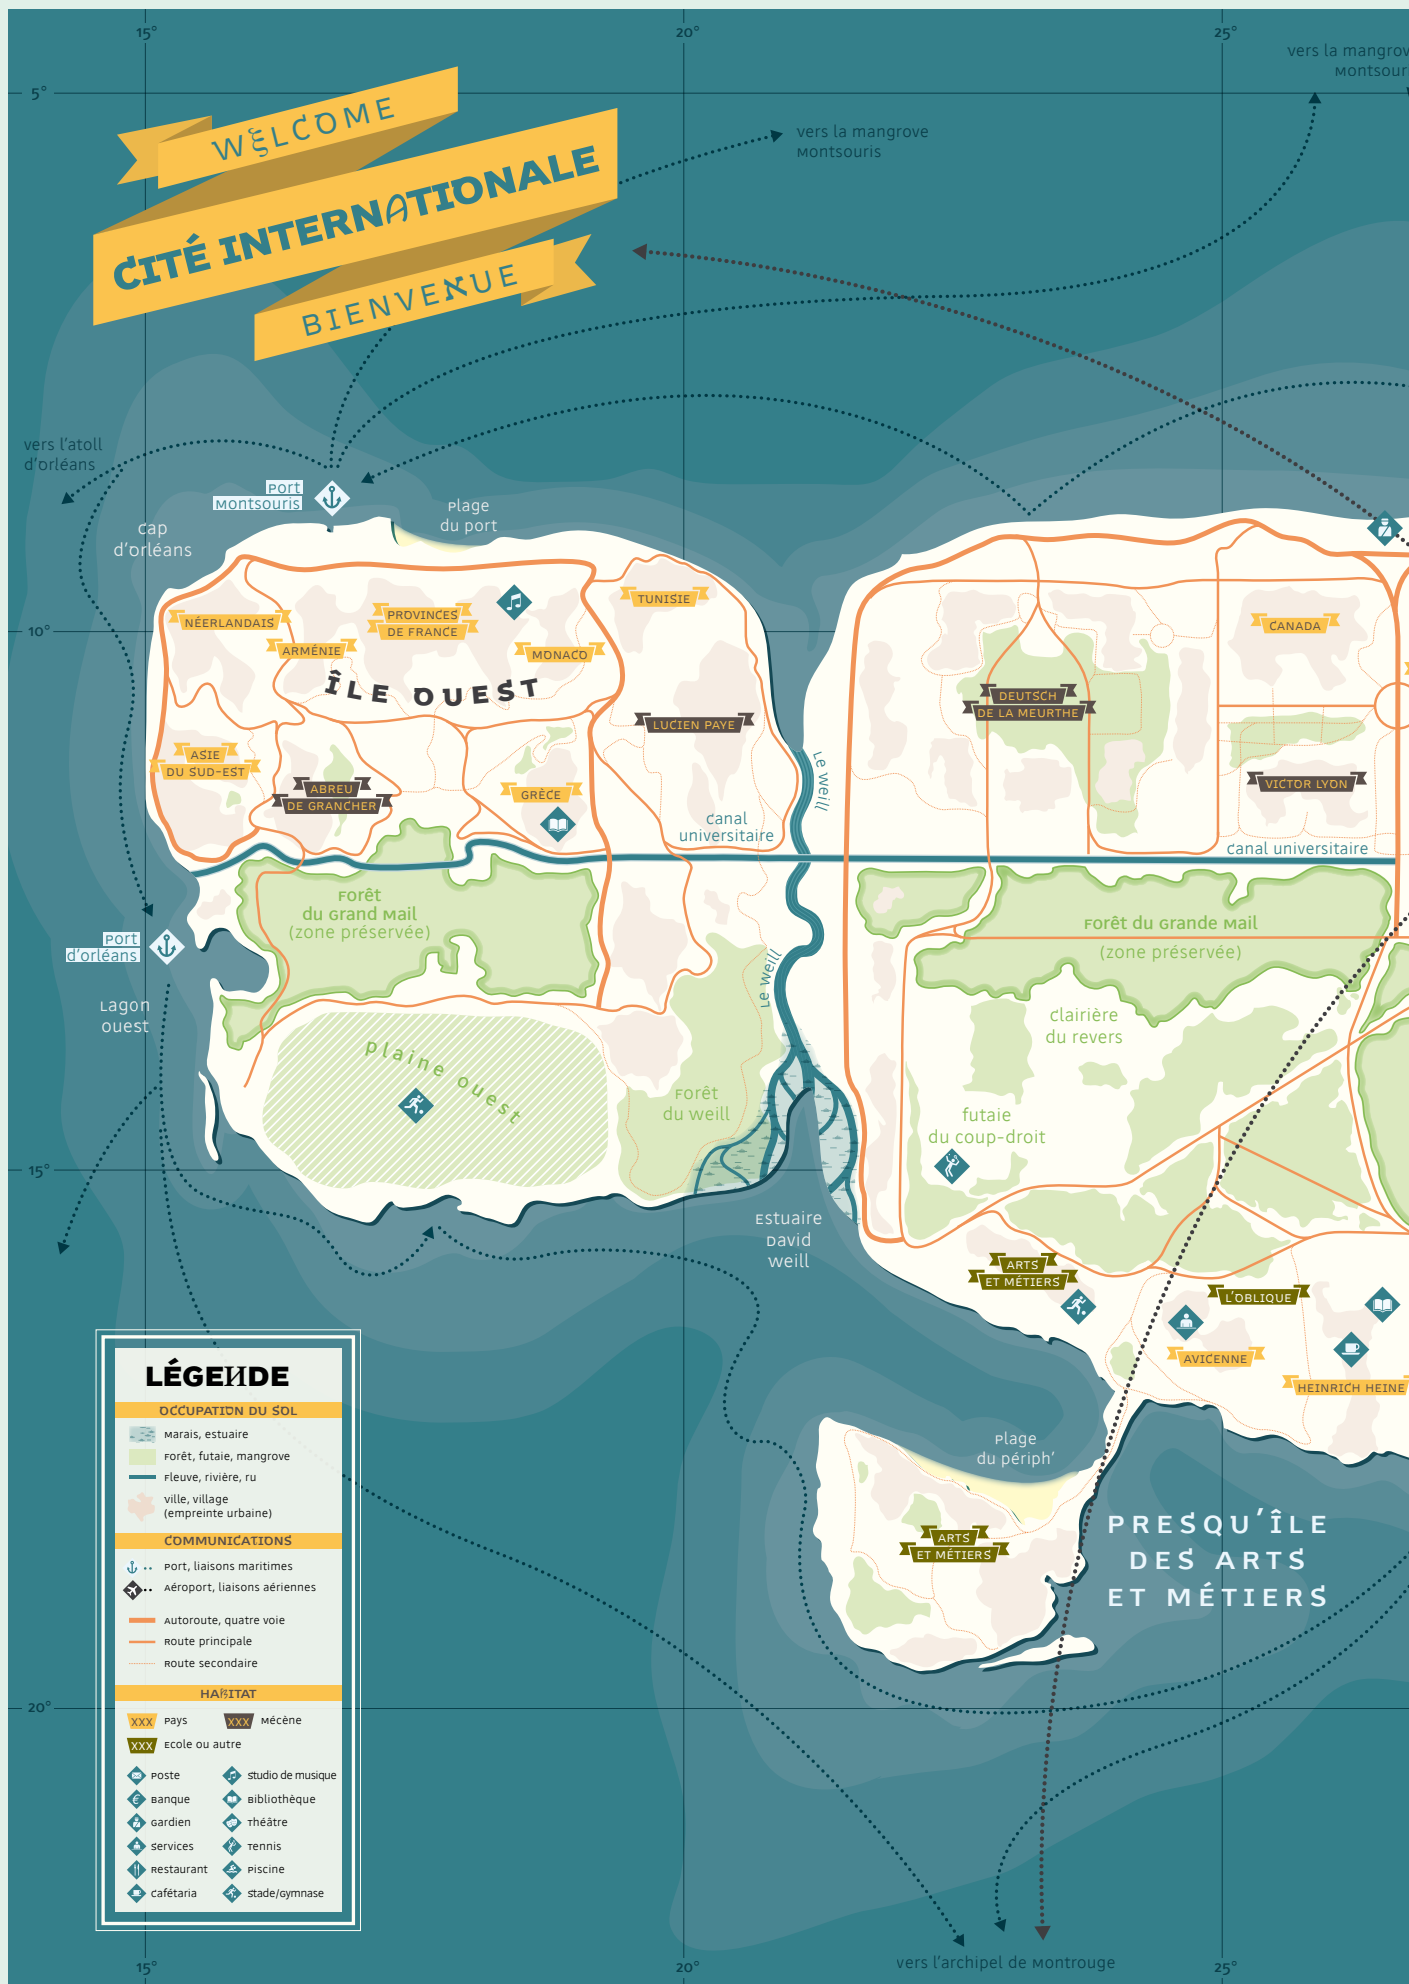 15°
20°
25°
vers la mangrov
Montsour
5°
WELCOME
CITÉ INTERNATIONALE
BIENVENUE
vers la mangrove
Montsouris
vers l'atoll
d'orléans
Port
Montsouris
Plage
du port
Cap
d'orléans
10°
NÉERLANDAIS
PROVINCES
DE FRANCE
ARMÉNIE
MONACO
TUNISIE
CANADA
ÎLE OUEST
DEUTSCH
DE LA MEURTHE
LUCIEN PAYE
ASIE
DU SUD-EST
ABREU
DE GRANCHER
GRÈCE
Le weill
VICTOR LYON
canal
universitaire
canal universitaire
Forêt
du Grand Mail
(zone préservée)
Forêt du Grande Mail
(zone préservée)
Port
d'orléans
Le weill
Lagon
ouest
clairière
du revers
plaine ouest
Forêt
du weill
futaie
du coup-droit
15°
Estuaire
David
weill
ARTS
ET MÉTIERS
L'OBLIQUE
AVICENNE
HEINRICH HEINE
LÉGENDE
OCCUPATION DU SOL
Marais, estuaire
Forêt, futaie, mangrove
Fleuve, rivière, ru
ville, village
(empreinte urbaine)
COMMUNICATIONS
Port, liaisons maritimes
Aéroport, liaisons aériennes
Autoroute, quatre voie
Route principale
Route secondaire
HABITAT
XXX Pays
XXX Mécène
XXX Ecole ou autre
Poste
Studio de musique
Banque
Bibliothèque
Gardien
Théâtre
Services
Tennis
Restaurant
Piscine
Cafétaria
Stade/Gymnase
Plage
du périph'
ARTS
ET MÉTIERS
PRESQU'ÎLE
DES ARTS
ET MÉTIERS
20°
vers l'archipel de Montrouge
15°
20°
25°